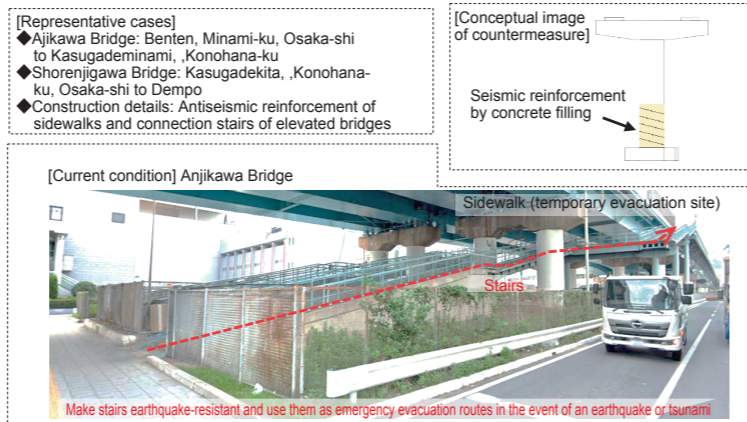 [Representative cases]
◆Ajikawa Bridge: Benten, Minami-ku, Osaka-shi
to Kasugademinami, ,Konohana-ku
◆Shorenjigawa Bridge: Kasugadekita, ,Konohana-
ku, Osaka-shi to Dempo
◆Construction details: Antiseismic reinforcement of
sidewalks and connection stairs of elevated bridges
[Conceptual image
of countermeasure]
Seismic reinforcement
by concrete filling
[Current condition] Anjikawa Bridge
Sidewalk (temporary evacuation site)
Stairs
Make stairs earthquake-resistant and use them as emergency evacuation routes in the event of an earthquake or tsunami